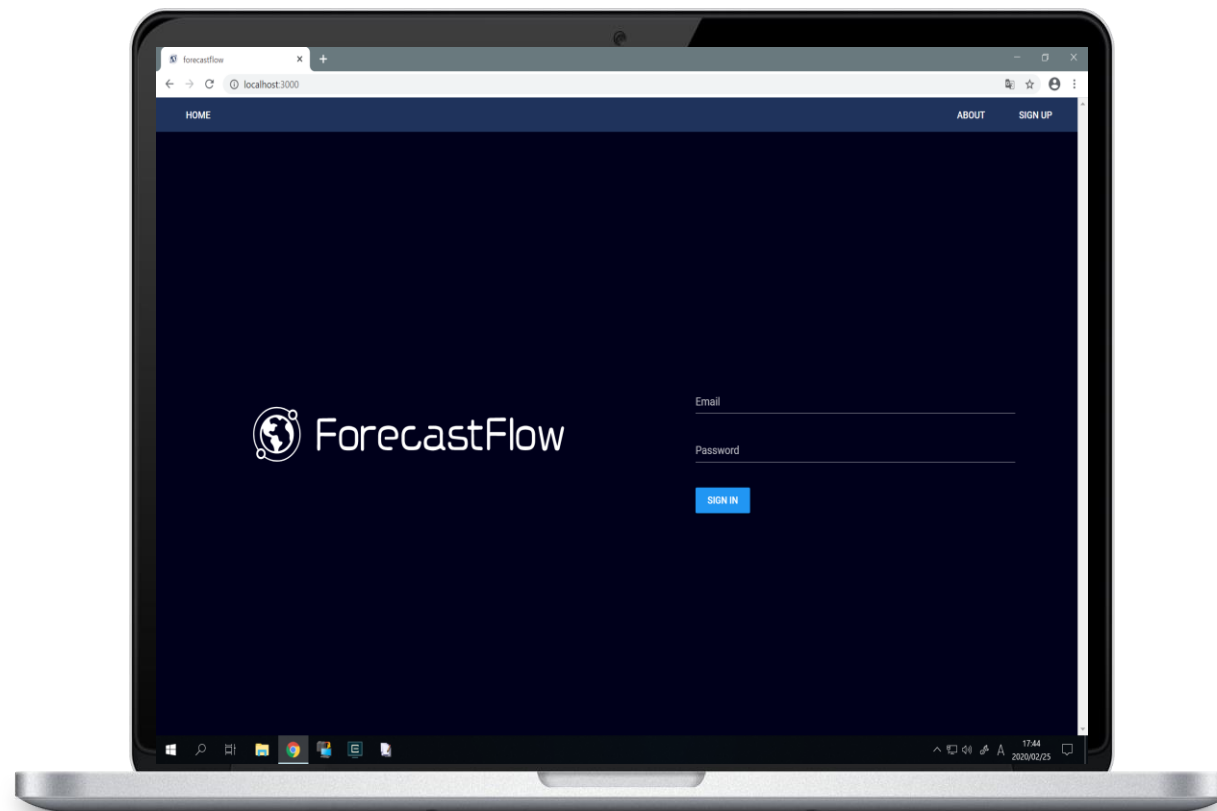 forecastflow
localhost:3000
HOME ABOUT SIGN UP
ForecastFlow
Email
Password
SIGN IN
A 17:44
2020/02/25